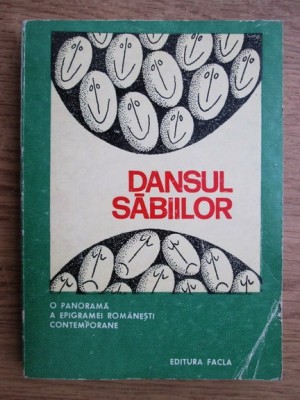 DANSUL
SĂBIILOR
O PANORAMĂ
A EPIGRAMEI ROMÂNEȘTI
CONTEMPORANE
EDITURA FACLA